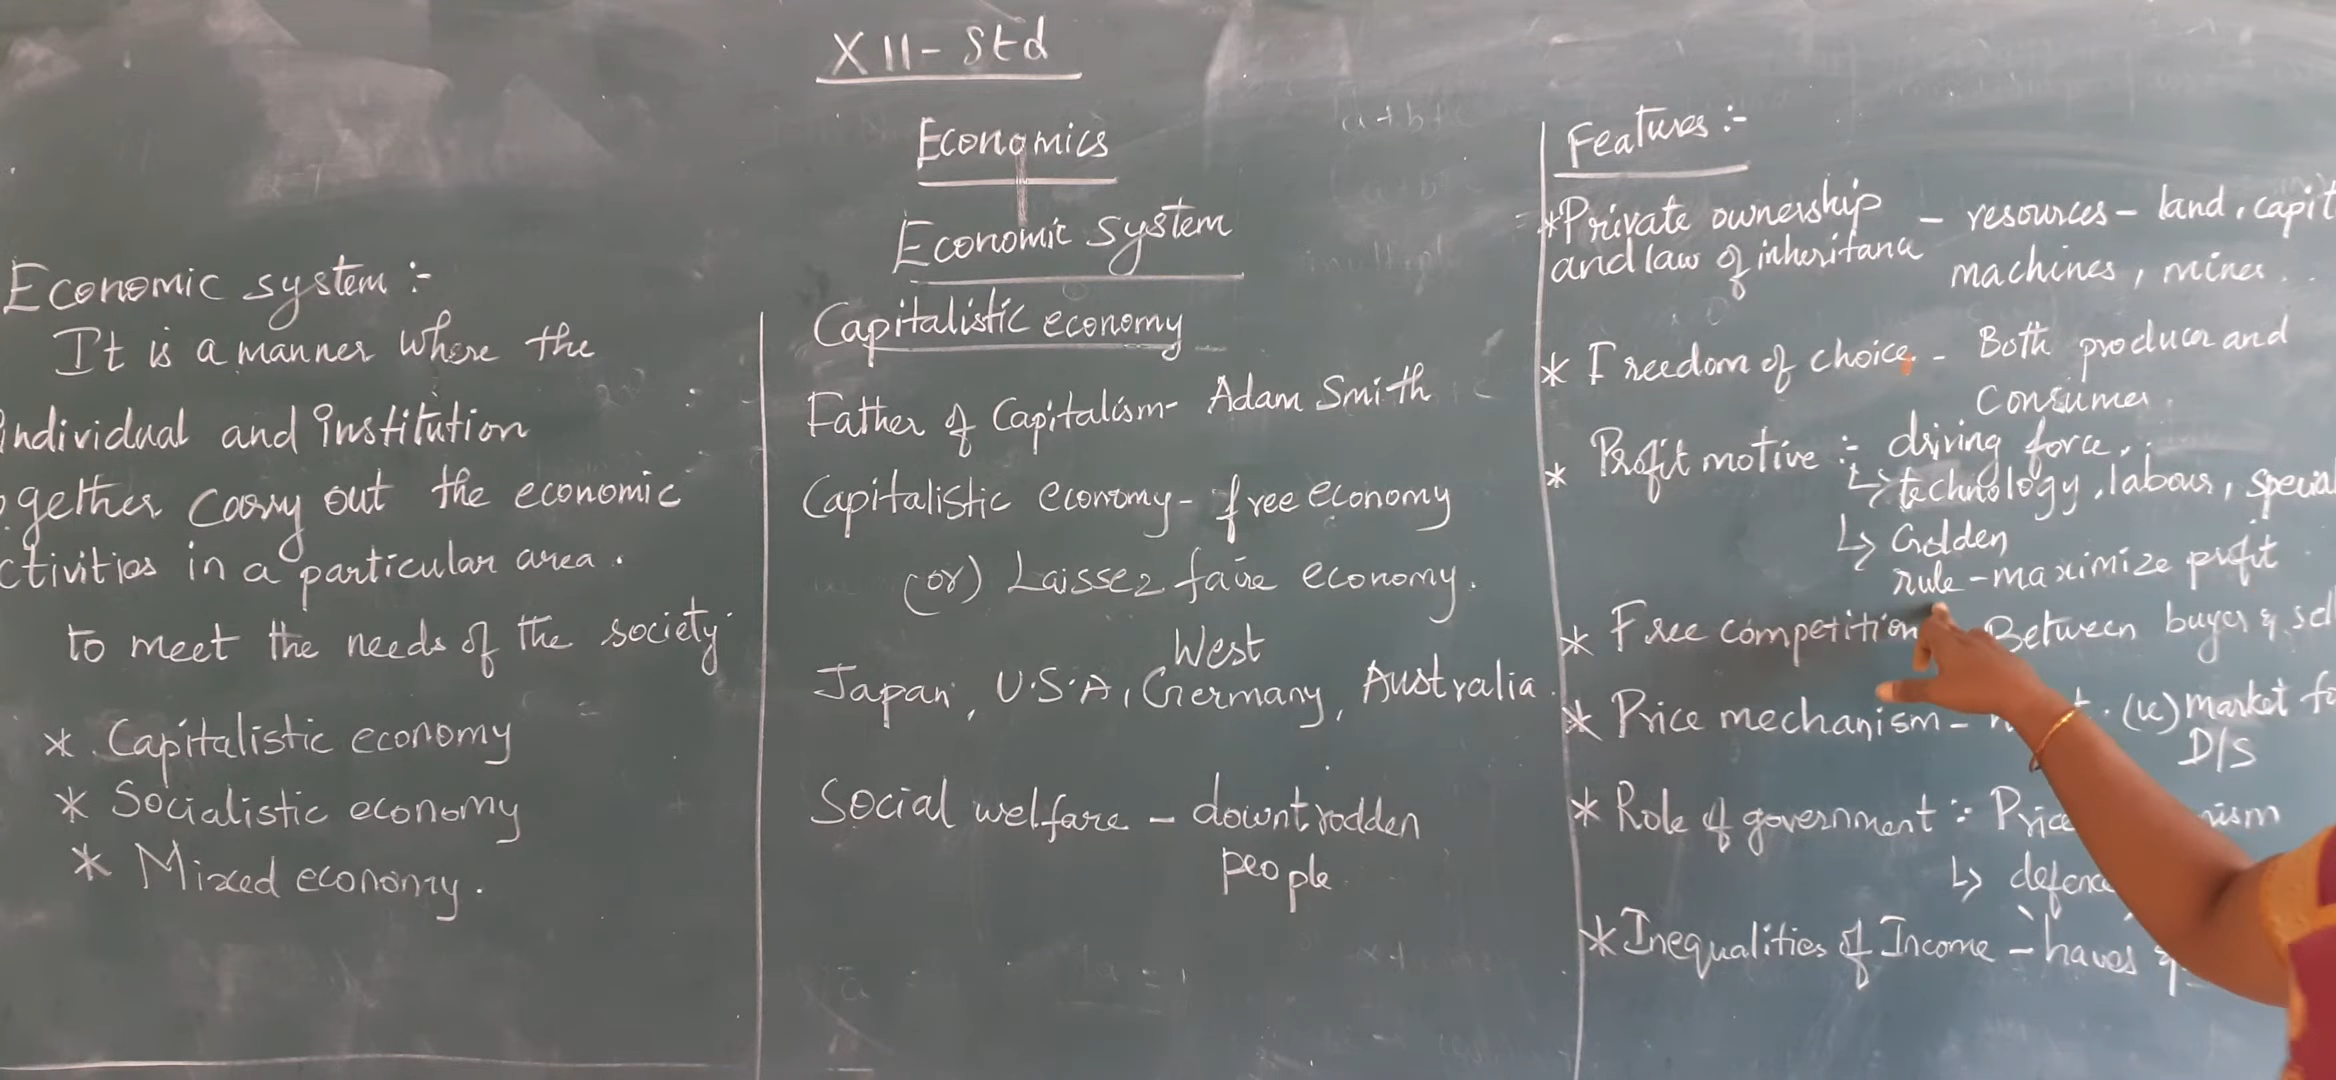 XII - Std
Economics
Economic system
Economic system :-
It is a manner where the
individual and institution
ogether carry out the economic
ctivities in a particular area.
to meet the needs of the society.
* Capitalistic economy
* Socialistic economy
* Mixed economy.
Capitalistic economy
Father of Capitalism - Adam Smith
Capitalistic economy - free economy
(or) Laissez faire economy.
West
Japan, U.S.A, Germany, Australia.
Social welfare - downtrodden
people
Features :-
*Private ownership - resources - land, capit
and law of inheritance machines, mines...
* Freedom of choice - Both producer and
Consumer.
* Profit motive :- driving force.
↳ technology, labour, special
↳ Golden
rule - maximize profit
* Free competition Between buyer & sel
* Price mechanism - market fo
D/S
* Role of government :- Price
↳ defence
* Inequalities of Income - haves &